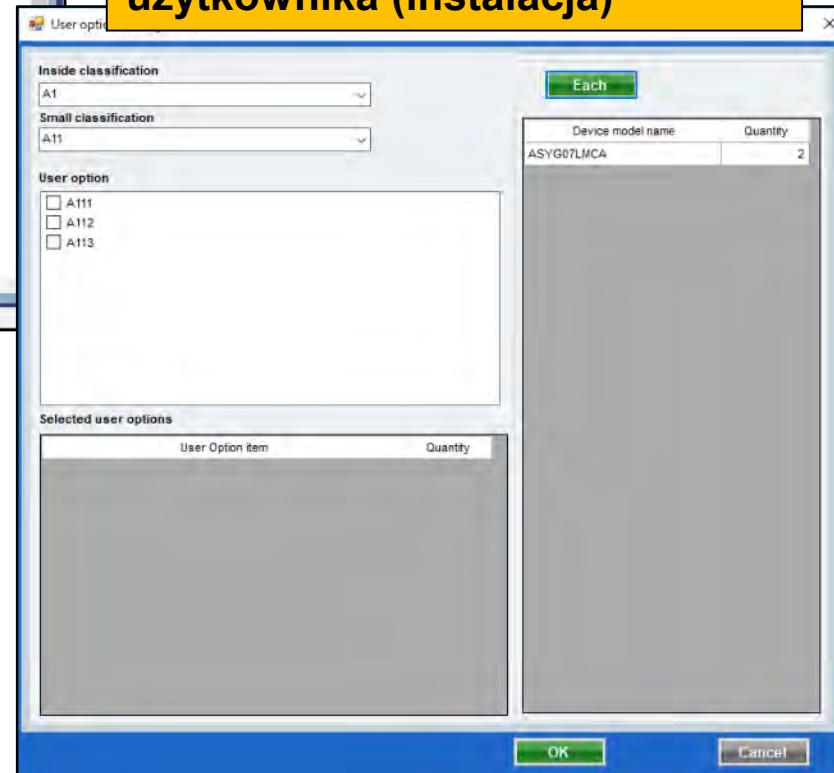 użytkownika (instalacja)
User optio
Inside classification
A1
Small classification
A11
User option
A111
A112
A113
Selected user options
User Option item Quantity
Each
Device model name Quantity
ASYG07LMCA 2
OK Cancel